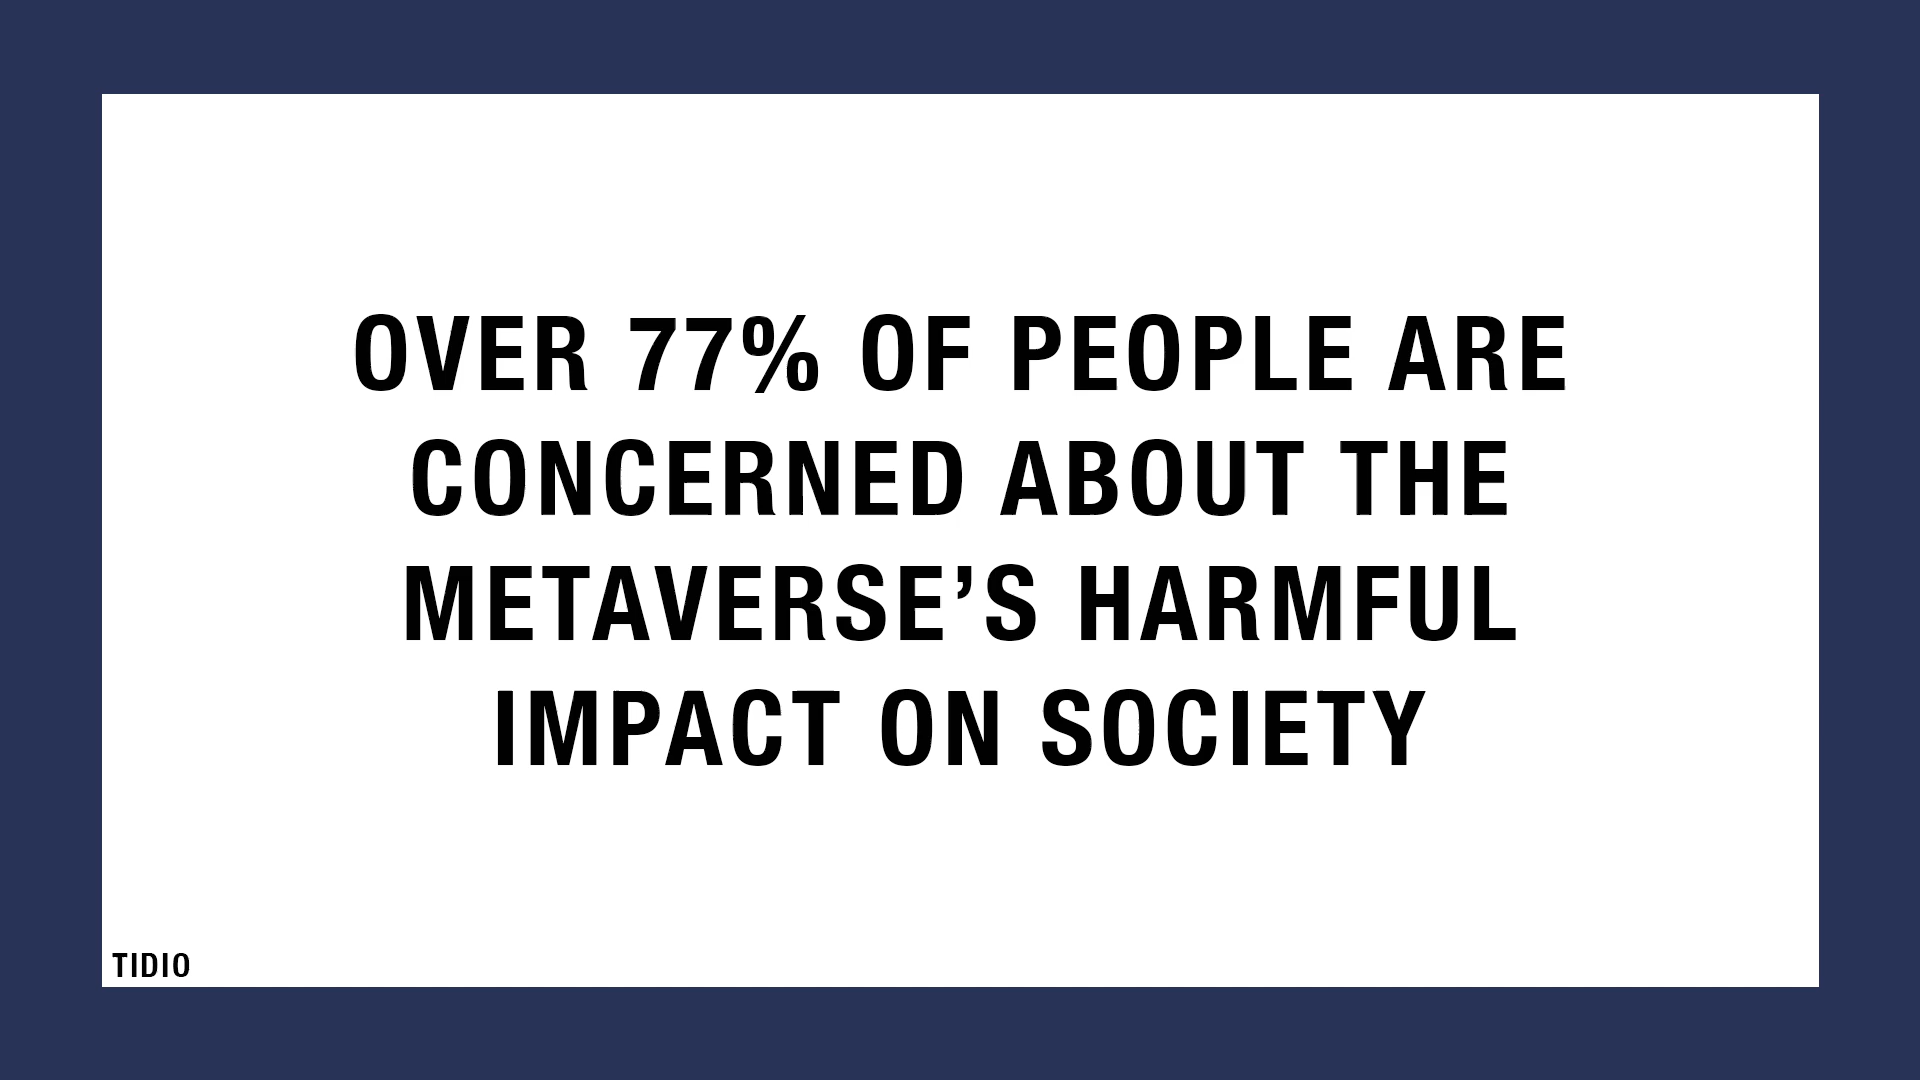 OVER 77% OF PEOPLE ARE
CONCERNED ABOUT THE
METAVERSE’S HARMFUL
IMPACT ON SOCIETY
TIDIO